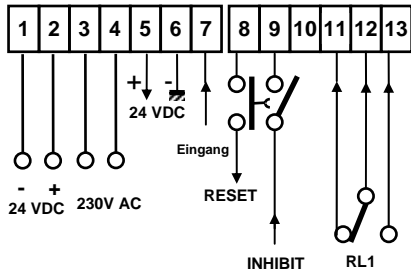 1 2 3 4 5 6 7 8 9 10 11 12 13
+ -
24 VDC
Eingang
- +
24 VDC 230V AC
RESET
INHIBIT RL1